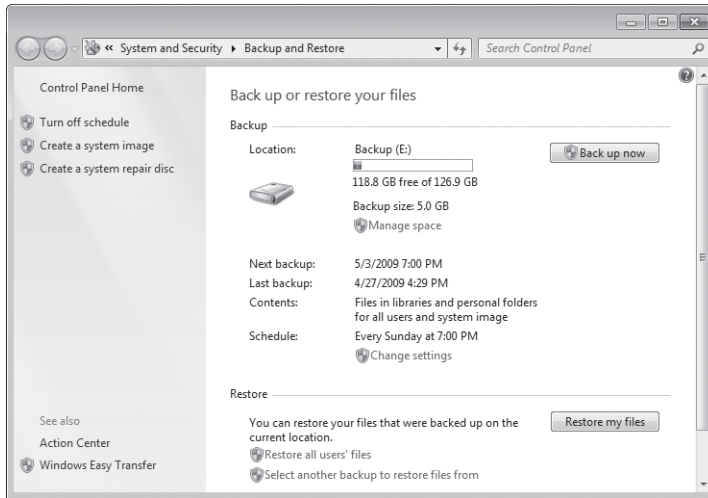 « System and Security ▸ Backup and Restore
Search Control Panel
Control Panel Home
Turn off schedule
Create a system image
Create a system repair disc
See also
Action Center
Windows Easy Transfer
Back up or restore your files
Backup
Location:
Backup (E:)
118.8 GB free of 126.9 GB
Backup size: 5.0 GB
Manage space
Back up now
Next backup: 5/3/2009 7:00 PM
Last backup: 4/27/2009 4:29 PM
Contents: Files in libraries and personal folders
for all users and system image
Schedule: Every Sunday at 7:00 PM
Change settings
Restore
You can restore your files that were backed up on the
current location.
Restore my files
Restore all users' files
Select another backup to restore files from